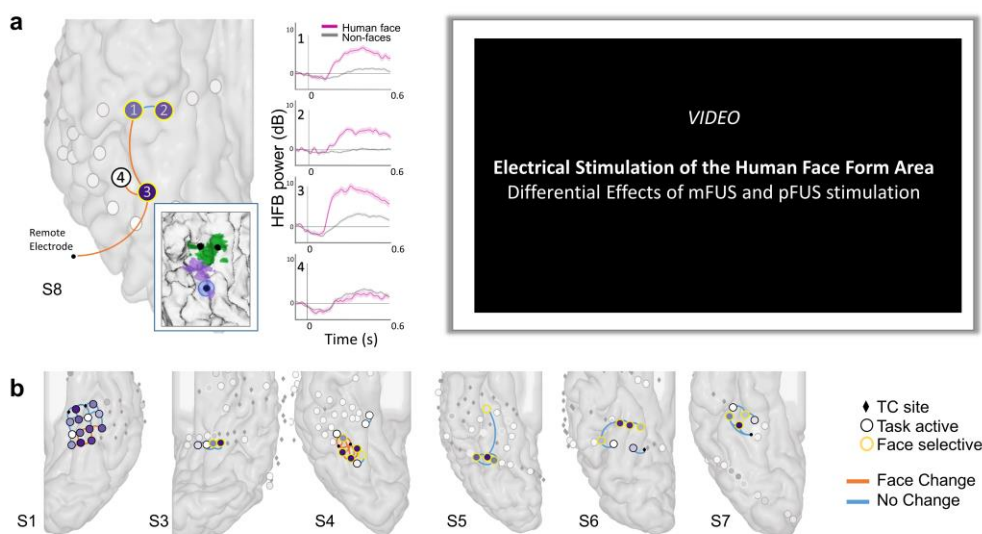 a
Human face
Non-faces
HFB power (dB)
10
1
0
0
0.6
10
2
0
0
0.6
10
3
0
0
0.6
10
4
0
0
0.6
Time (s)
1
2
4
3
Remote
Electrode
S8
VIDEO
Electrical Stimulation of the Human Face Form Area
Differential Effects of mFUS and pFUS stimulation
b
S1
S3
S4
S5
S6
S7
TC site
Task active
Face selective
Face Change
No Change